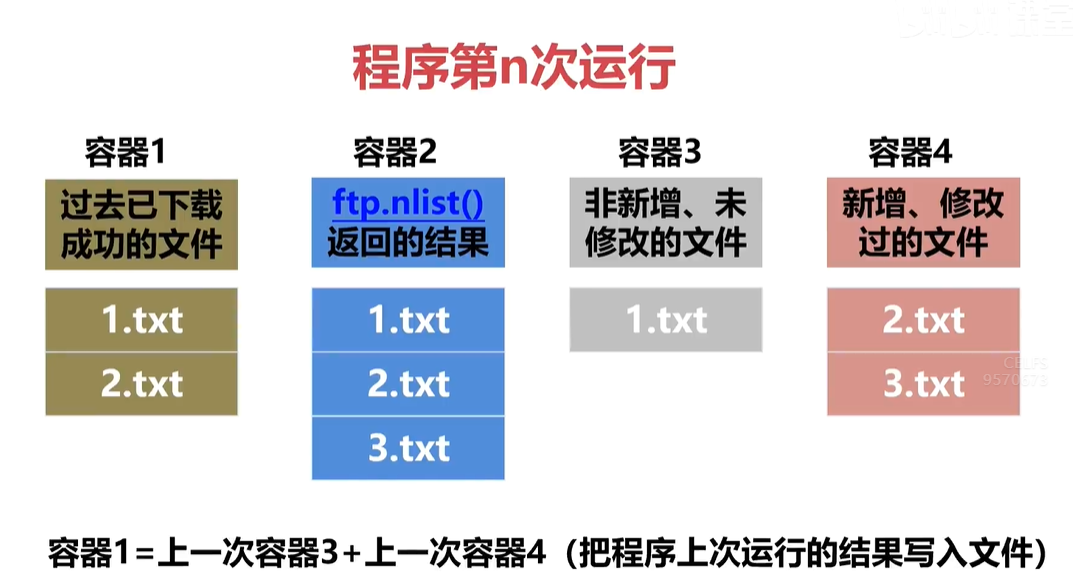 程序第n次运行
容器1
容器2
容器3
容器4
过去已下载
成功的文件
ftp.nlist()
返回的结果
非新增、未
修改的文件
新增、修改
过的文件
1.txt
1.txt
1.txt
2.txt
2.txt
2.txt
3.txt
3.txt
CELFS
9570678
容器1=上一次容器3+上一次容器4（把程序上次运行的结果写入文件）